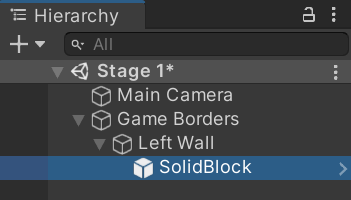 Hierarchy
All
Stage 1*
Main Camera
Game Borders
Left Wall
SolidBlock